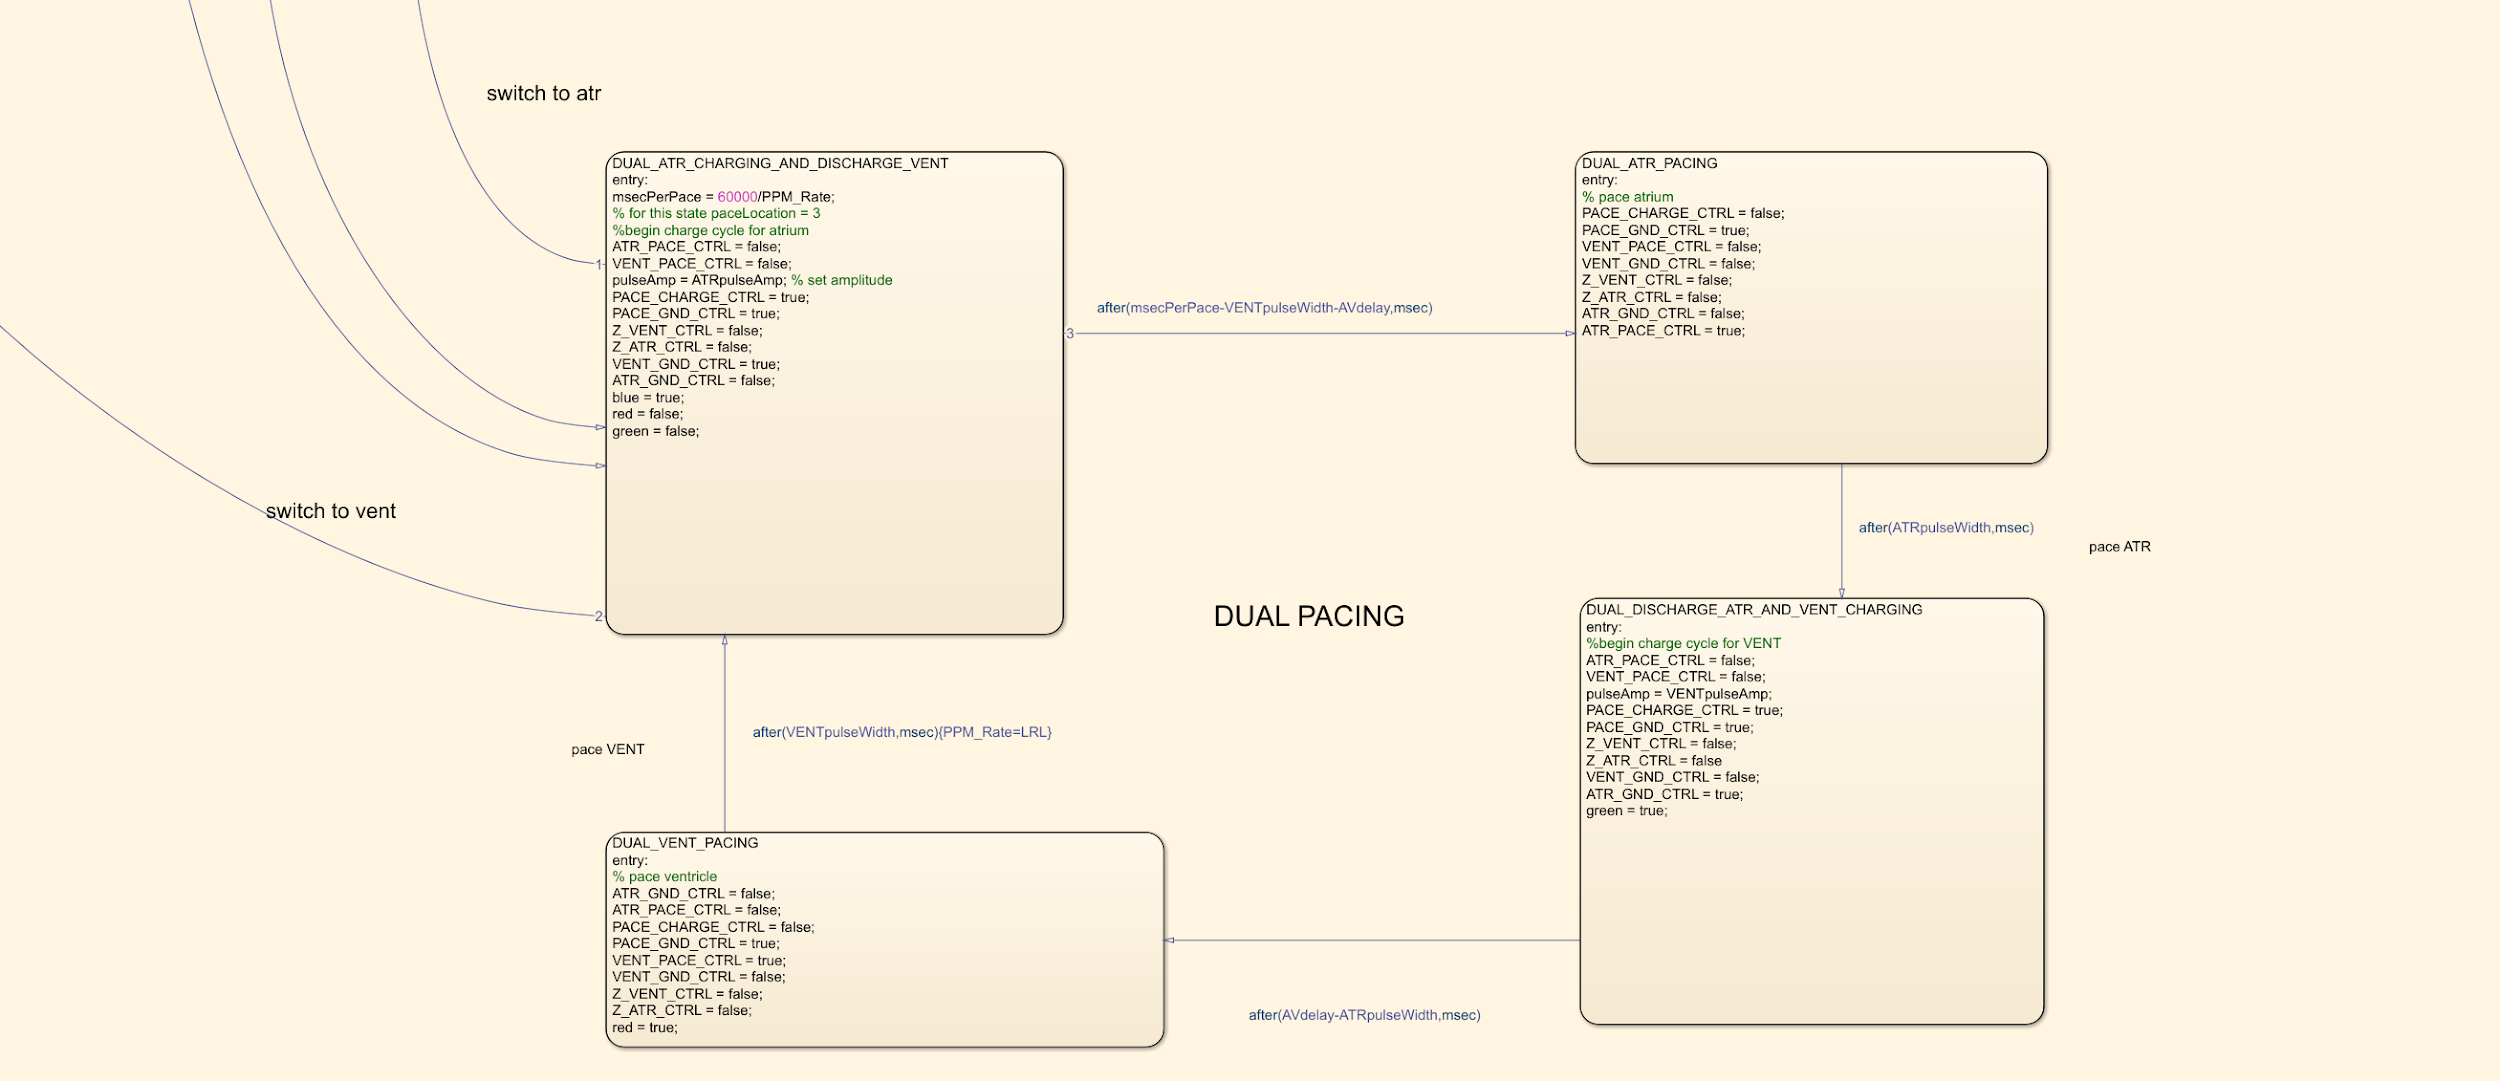 switch to atr
DUAL_ATR_CHARGING_AND_DISCHARGE_VENT
entry:
msecPerPace = 60000/PPM_Rate;
% for this state paceLocation = 3
%begin charge cycle for atrium
ATR_PACE_CTRL = false;
VENT_PACE_CTRL = false;
pulseAmp = ATRpulseAmp; % set amplitude
PACE_CHARGE_CTRL = true;
PACE_GND_CTRL = true;
Z_VENT_CTRL = false;
Z_ATR_CTRL = false;
VENT_GND_CTRL = true;
ATR_GND_CTRL = false;
blue = true;
red = false;
green = false;
1
2
3
switch to vent
after(msecPerPace-VENTpulseWidth-AVdelay,msec)
DUAL_ATR_PACING
entry:
% pace atrium
PACE_CHARGE_CTRL = false;
PACE_GND_CTRL = true;
VENT_PACE_CTRL = false;
VENT_GND_CTRL = false;
Z_VENT_CTRL = false;
Z_ATR_CTRL = false;
ATR_GND_CTRL = false;
ATR_PACE_CTRL = true;
after(ATRpulseWidth,msec)
pace ATR
DUAL PACING
DUAL_DISCHARGE_ATR_AND_VENT_CHARGING
entry:
%begin charge cycle for VENT
ATR_PACE_CTRL = false;
VENT_PACE_CTRL = false;
pulseAmp = VENTpulseAmp;
PACE_CHARGE_CTRL = true;
PACE_GND_CTRL = true;
Z_VENT_CTRL = false;
Z_ATR_CTRL = false
VENT_GND_CTRL = false;
ATR_GND_CTRL = true;
green = true;
after(AVdelay-ATRpulseWidth,msec)
pace VENT
after(VENTpulseWidth,msec){PPM_Rate=LRL}
DUAL_VENT_PACING
entry:
% pace ventricle
ATR_GND_CTRL = false;
ATR_PACE_CTRL = false;
PACE_CHARGE_CTRL = false;
PACE_GND_CTRL = true;
VENT_PACE_CTRL = true;
VENT_GND_CTRL = false;
Z_VENT_CTRL = false;
Z_ATR_CTRL = false;
red = true;